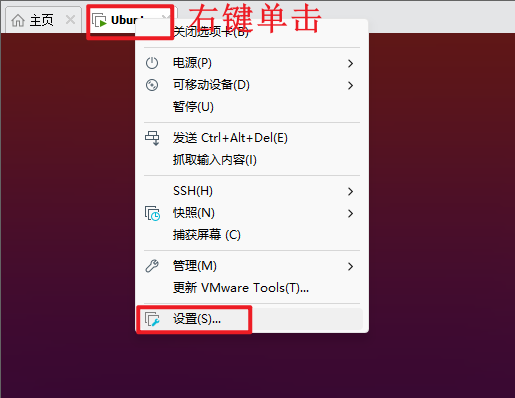 主页
Ubuntu
右键单击
关闭选项卡(B)
电源(P)
可移动设备(D)
暂停(U)
发送 Ctrl+Alt+Del(E)
抓取输入内容(I)
SSH(H)
快照(N)
捕获屏幕 (C)
管理(M)
更新 VMware Tools(T)...
设置(S)...